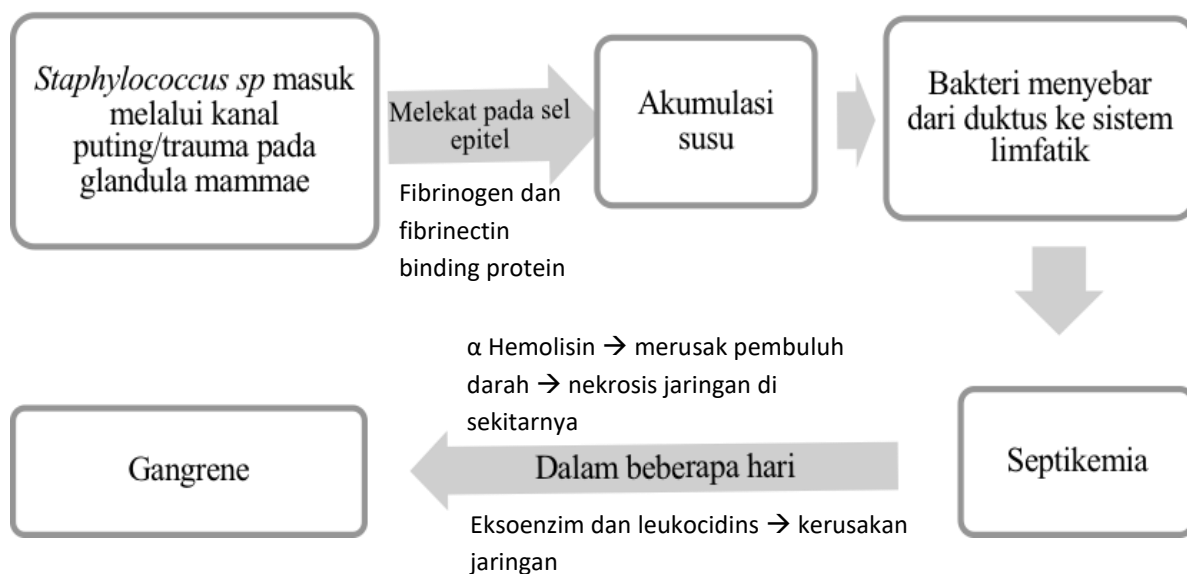 Staphylococcus sp masuk
melalui kanal
puting/trauma pada
glandula mammae
Melekat pada sel
epitel
Fibrinogen dan
fibrinectin
binding protein
Akumulasi
susu
Bakteri menyebar
dari duktus ke sistem
limfatik
Septikemia
α Hemolisin → merusak pembuluh
darah → nekrosis jaringan di
sekitarnya
Dalam beberapa hari
Eksoenzim dan leukocidins → kerusakan
jaringan
Gangrene